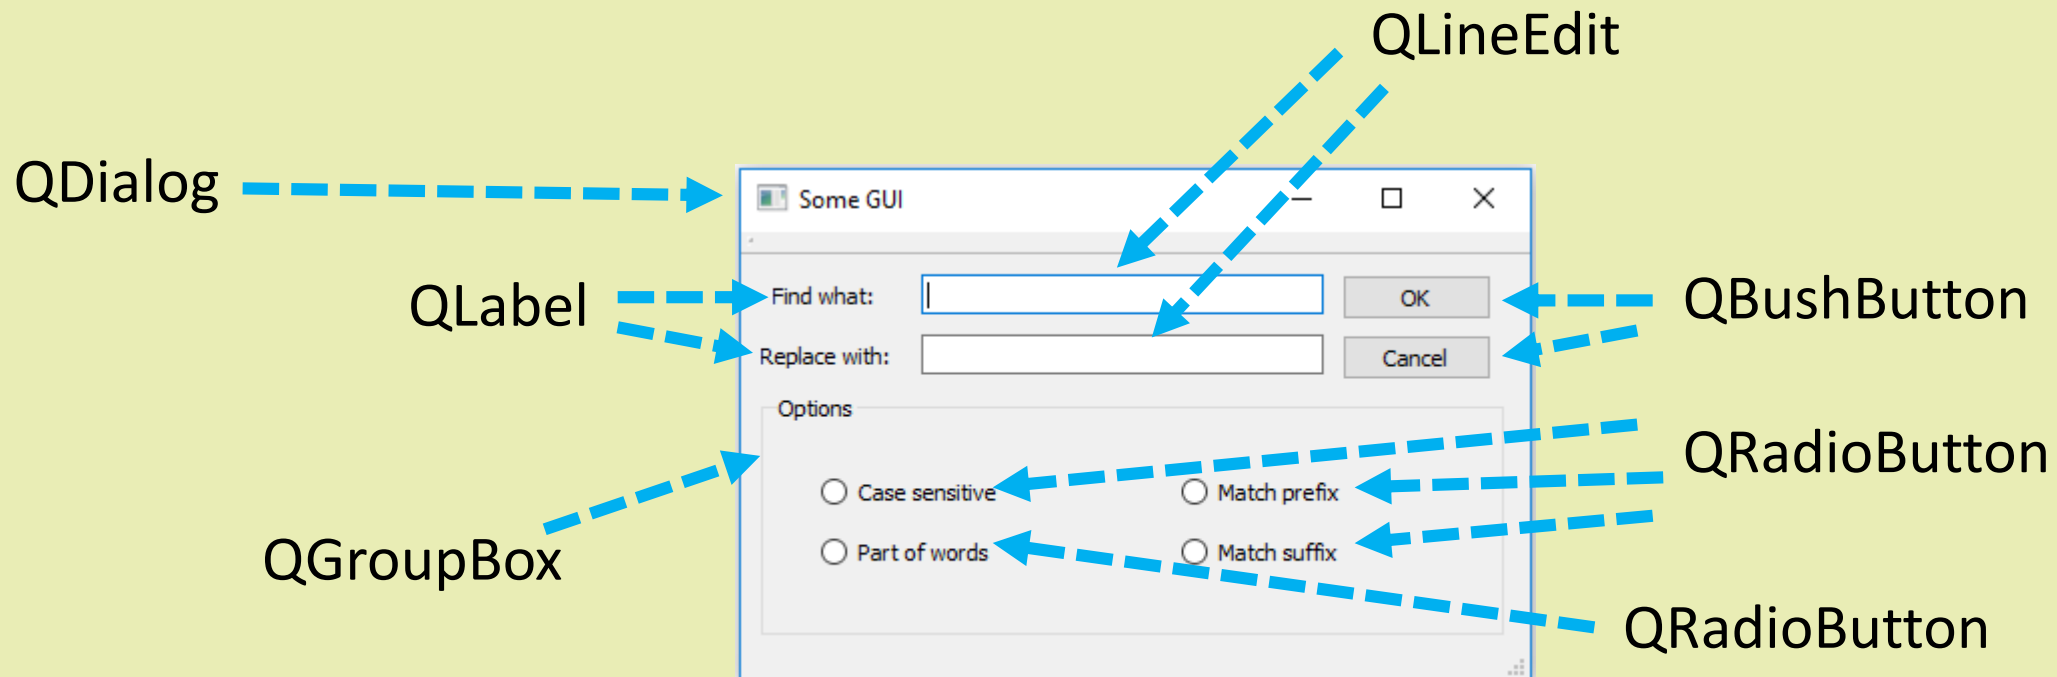 QLineEdit
QDialog
Some GUI
QLabel
Find what:
OK
QBushButton
Replace with:
Cancel
Options
QRadioButton
Case sensitive
Match prefix
QGroupBox
Part of words
Match suffix
QRadioButton